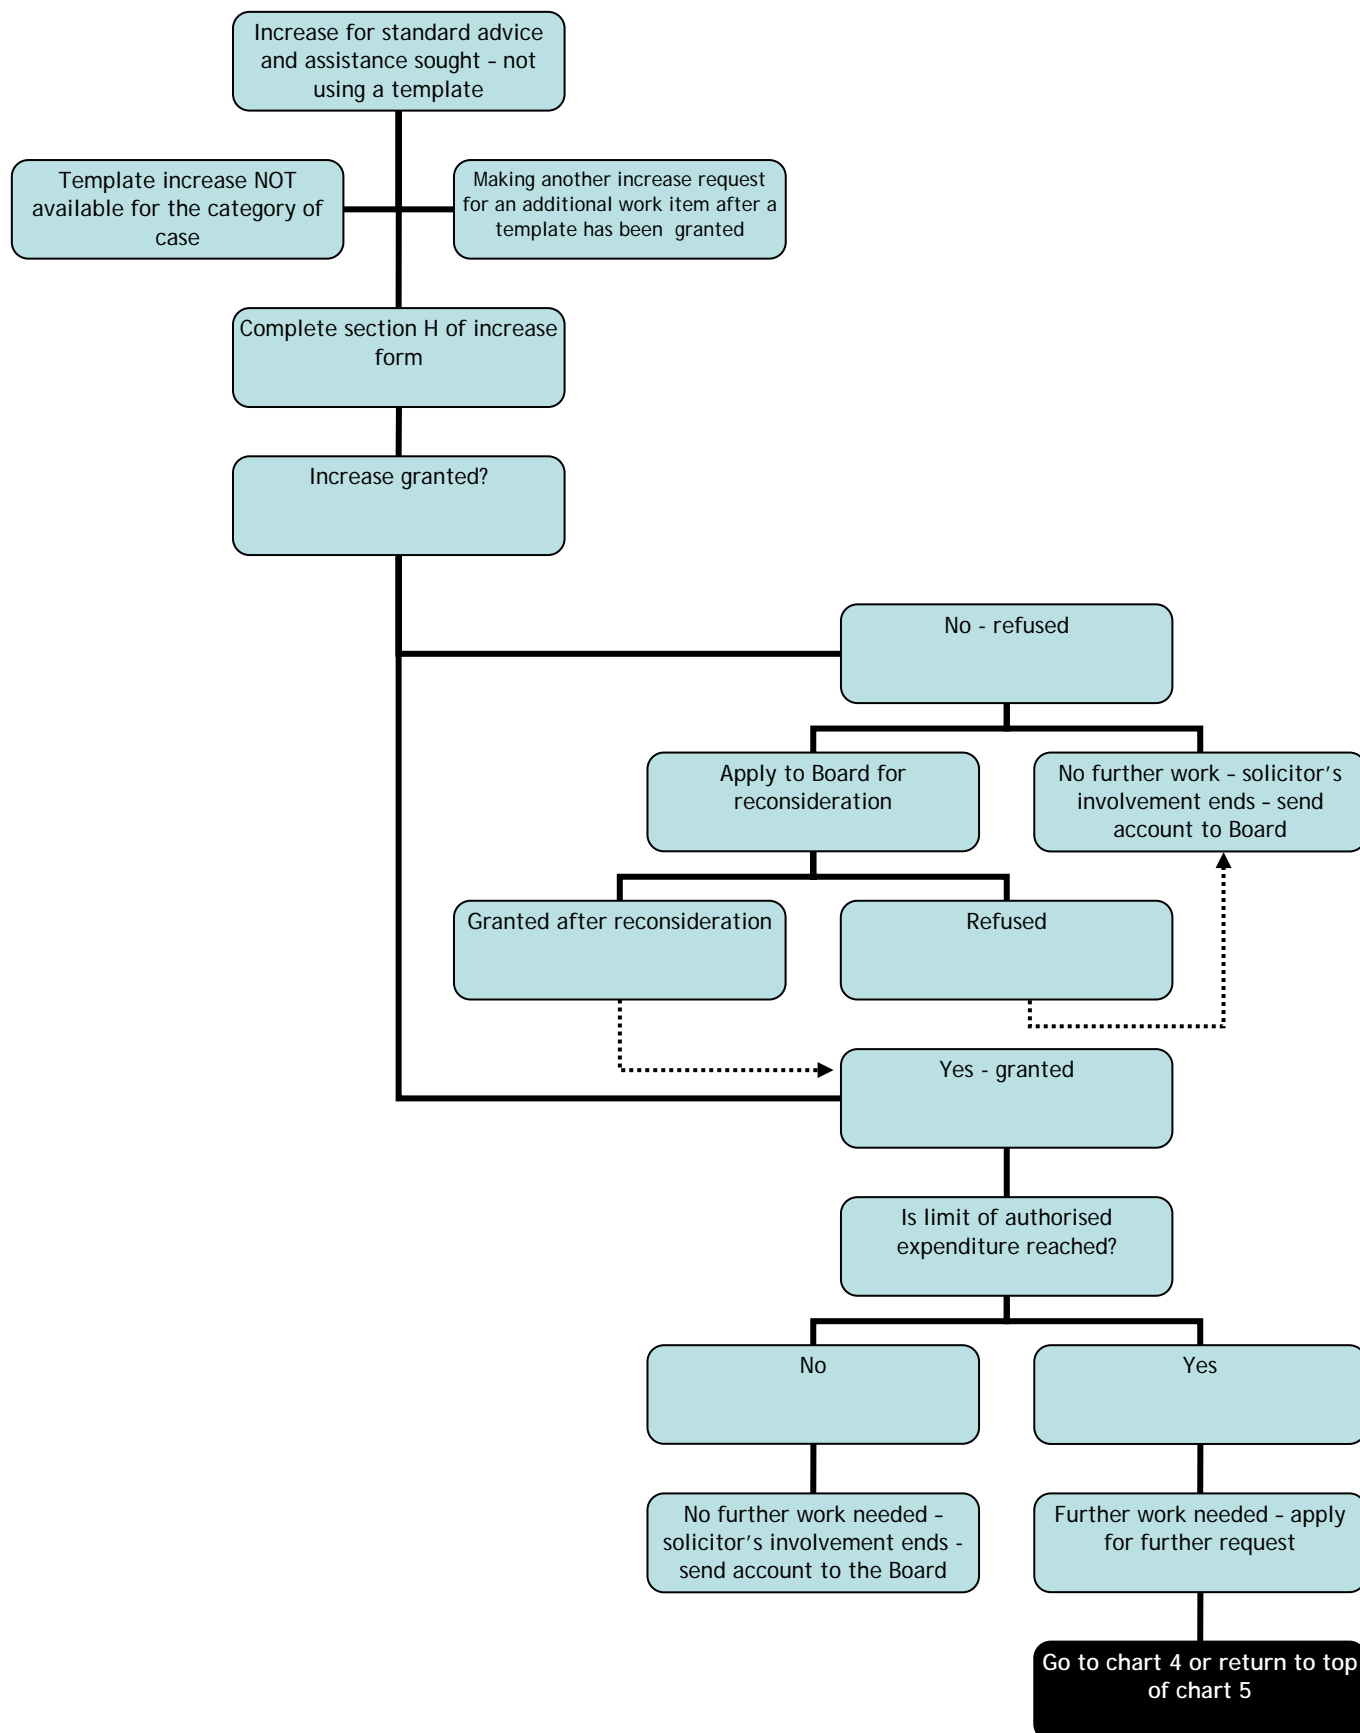 Increase for standard advice
and assistance sought – not
using a template
Template increase NOT
available for the category of
case
Making another increase request
for an additional work item after a
template has been granted
Complete section H of increase
form
Increase granted?
No - refused
Apply to Board for
reconsideration
No further work – solicitor's
involvement ends – send
account to Board
Granted after reconsideration
Refused
Yes - granted
Is limit of authorised
expenditure reached?
No
Yes
No further work needed –
solicitor's involvement ends -
send account to the Board
Further work needed – apply
for further request
Go to chart 4 or return to top
of chart 5